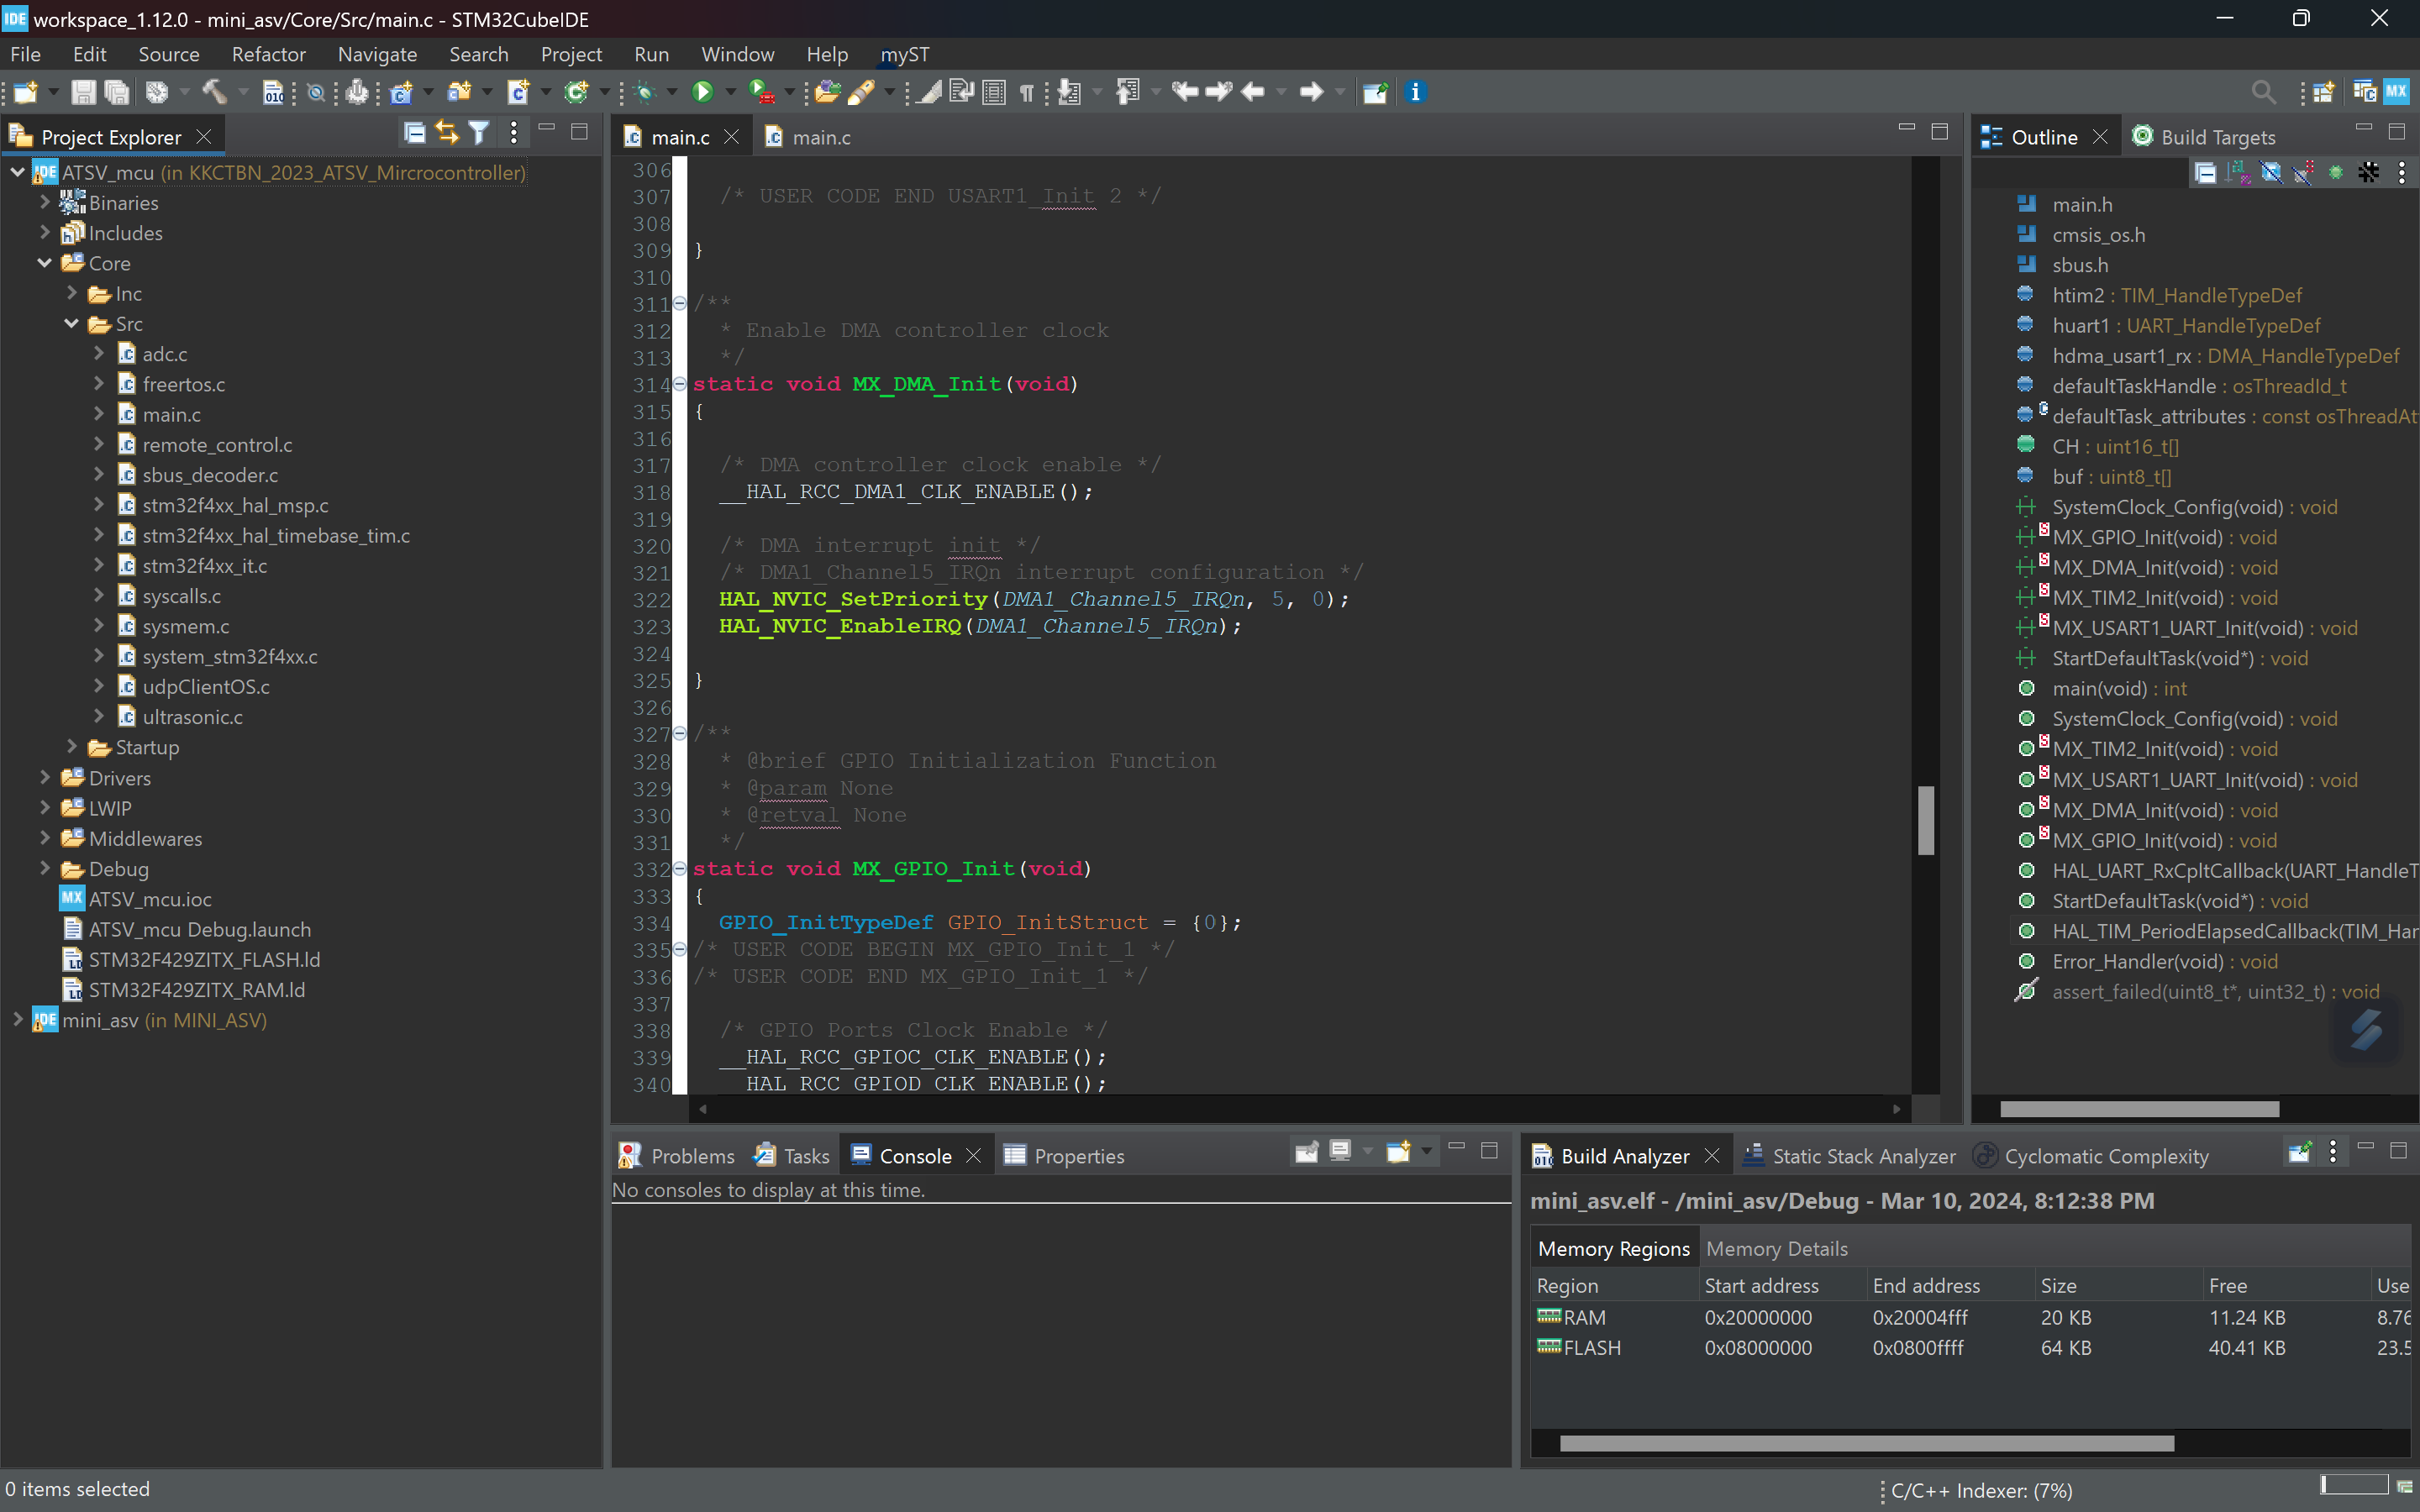 IDE workspace_1.12.0 - mini_asv/Core/Src/main.c - STM32CubeIDE
File Edit Source Refactor Navigate Search Project Run Window Help myST
Project Explorer
ATSV_mcu (in KKCTBN_2023_ATSV_Mircrocontroller)
Binaries
Includes
Core
Inc
Src
adc.c
freertos.c
main.c
remote_control.c
sbus_decoder.c
stm32f4xx_hal_msp.c
stm32f4xx_hal_timebase_tim.c
stm32f4xx_it.c
syscalls.c
sysmem.c
system_stm32f4xx.c
udpClientOS.c
ultrasonic.c
Startup
Drivers
LWIP
Middlewares
Debug
MX ATSV_mcu.ioc
ATSV_mcu Debug.launch
STM32F429ZITX_FLASH.ld
STM32F429ZITX_RAM.ld
mini_asv (in MINI_ASV)
main.c main.c
306
307 /* USER CODE END USART1_Init 2 */
308
309 }
310
311 /**
312 * Enable DMA controller clock
313 */
314 static void MX_DMA_Init(void)
315 {
316
317 /* DMA controller clock enable */
318 __HAL_RCC_DMA1_CLK_ENABLE();
319
320 /* DMA interrupt init */
321 /* DMA1_Channel5_IRQn interrupt configuration */
322 HAL_NVIC_SetPriority(DMA1_Channel5_IRQn, 5, 0);
323 HAL_NVIC_EnableIRQ(DMA1_Channel5_IRQn);
324
325 }
326
327 /**
328 * @brief GPIO Initialization Function
329 * @param None
330 * @retval None
331 */
332 static void MX_GPIO_Init(void)
333 {
334 GPIO_InitTypeDef GPIO_InitStruct = {0};
335 /* USER CODE BEGIN MX_GPIO_Init_1 */
336 /* USER CODE END MX_GPIO_Init_1 */
337
338 /* GPIO Ports Clock Enable */
339 __HAL_RCC_GPIOC_CLK_ENABLE();
340 __HAL_RCC_GPIOD_CLK_ENABLE();
Outline Build Targets
main.h
cmsis_os.h
sbus.h
htim2 : TIM_HandleTypeDef
huart1 : UART_HandleTypeDef
hdma_usart1_rx : DMA_HandleTypeDef
defaultTaskHandle : osThreadId_t
defaultTask_attributes : const osThreadAt
CH : uint16_t[]
buf : uint8_t[]
SystemClock_Config(void) : void
MX_GPIO_Init(void) : void
MX_DMA_Init(void) : void
MX_TIM2_Init(void) : void
MX_USART1_UART_Init(void) : void
StartDefaultTask(void*) : void
main(void) : int
SystemClock_Config(void) : void
MX_TIM2_Init(void) : void
MX_USART1_UART_Init(void) : void
MX_DMA_Init(void) : void
MX_GPIO_Init(void) : void
HAL_UART_RxCpltCallback(UART_HandleT
StartDefaultTask(void*) : void
HAL_TIM_PeriodElapsedCallback(TIM_Har
Error_Handler(void) : void
assert_failed(uint8_t*, uint32_t) : void
Problems Tasks Console Properties
No consoles to display at this time.
Build Analyzer Static Stack Analyzer Cyclomatic Complexity
mini_asv.elf - /mini_asv/Debug - Mar 10, 2024, 8:12:38 PM
Memory Regions Memory Details
Region Start address End address Size Free Use
RAM 0x20000000 0x20004fff 20 KB 11.24 KB 8.76
FLASH 0x08000000 0x0800ffff 64 KB 40.41 KB 23.5
0 items selected
C/C++ Indexer: (7%)